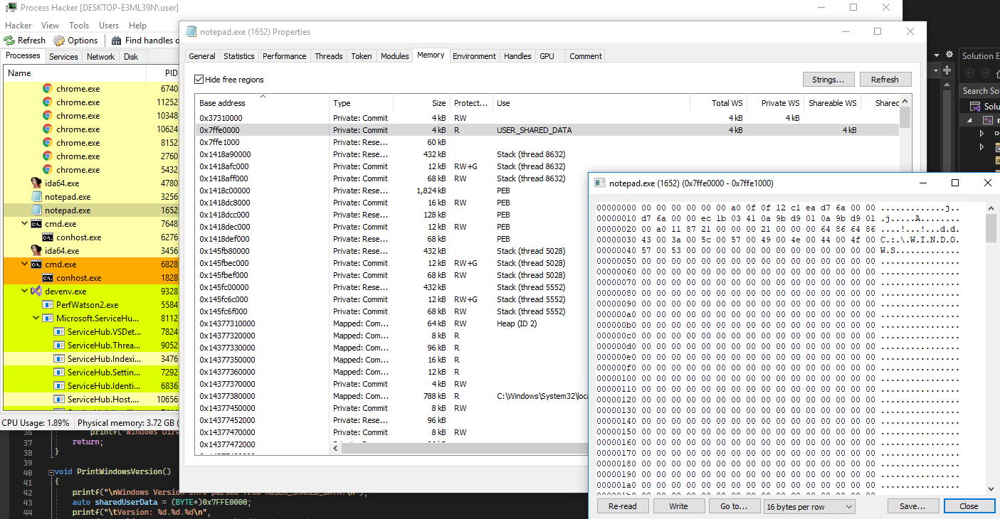 Process Hacker [DESKTOP-E3ML39N\user]
Hacker View Tools Users Help
Refresh Options Find handles o
Processes Services Network Disk
Name PID
chrome.exe 6740
chrome.exe 11252
chrome.exe 10348
chrome.exe 10624
chrome.exe 8152
chrome.exe 2760
chrome.exe 5432
ida64.exe 4780
notepad.exe 3256
notepad.exe 1652
cmd.exe 7648
conhost.exe 6276
ida64.exe 3456
cmd.exe 6828
conhost.exe 1828
devenv.exe 9328
PerfWatson2.exe 5584
Microsoft.ServiceHu... 8112
ServiceHub.VSDet... 7824
ServiceHub.Threa... 9052
ServiceHub.Indexi... 3476
ServiceHub.Settin... 7292
ServiceHub.Identi... 6836
ServiceHub.Host.... 10656
CPU Usage: 1.89% Physical memory: 3.72 GB (
notepad.exe (1652) Properties
General Statistics Performance Threads Token Modules Memory Environment Handles GPU Comment
Hide free regions Strings... Refresh
Base address Type Size Protect... Use Total WS Private WS Shareable WS Shared
0x37310000 Private: Commit 4 kB RW 4 kB 4 kB
0x7ffe0000 Private: Commit 4 kB R USER_SHARED_DATA 4 kB 4 kB
0x7ffe1000 Private: Rese... 60 kB
0x1418a90000 Private: Rese... 432 kB Stack (thread 8632)
0x1418afc000 Private: Commit 12 kB RW+G Stack (thread 8632)
0x1418aff000 Private: Commit 68 kB RW Stack (thread 8632)
0x1418c00000 Private: Rese... 1,824 kB PEB
0x1418dc8000 Private: Commit 16 kB RW PEB
0x1418dcc000 Private: Rese... 128 kB PEB
0x1418dec000 Private: Commit 12 kB RW PEB
0x1418def000 Private: Rese... 68 kB PEB
0x145fb80000 Private: Rese... 432 kB Stack (thread 5028)
0x145fbec000 Private: Commit 12 kB RW+G Stack (thread 5028)
0x145fbef000 Private: Commit 68 kB RW Stack (thread 5028)
0x145fc00000 Private: Rese... 432 kB Stack (thread 5552)
0x145fc6c000 Private: Commit 12 kB RW+G Stack (thread 5552)
0x145fc6f000 Private: Commit 68 kB RW Stack (thread 5552)
0x14377310000 Mapped: Com... 64 kB RW Heap (ID 2)
0x14377320000 Mapped: Com... 8 kB R
0x14377330000 Mapped: Com... 96 kB R
0x14377350000 Mapped: Com... 16 kB R
0x14377360000 Mapped: Com... 12 kB R
0x14377370000 Private: Commit 4 kB RW
0x14377380000 Mapped: Com... 788 kB R C:\Windows\System32\loca
0x14377450000 Private: Commit 8 kB RW
0x14377452000 Private: Rese... 96 kB
0x14377470000 Private: Commit 8 kB RW
0x14377472000 Private: Rese...
notepad.exe (1652) (0x7ffe0000 - 0x7ffe1000)
00000000 00 00 00 00 00 00 00 a0 0f 0f 12 c1 ea d6 6a 00 00 .............j..
00000010 d7 6a 00 00 ec 1b 03 41 0a 9b d9 01 0a 9b d9 01 .j.....A........
00000020 00 a0 11 87 21 00 00 00 21 00 00 00 64 86 64 86 ....!...!...d.d.
00000030 43 00 3a 00 5c 00 57 00 49 00 4e 00 44 00 4f 00 C.:.\.W.I.N.D.O.
00000040 57 00 53 00 00 00 00 00 00 00 00 00 00 00 00 00 W.S.............
00000050 00 00 00 00 00 00 00 00 00 00 00 00 00 00 00 00 ................
00000060 00 00 00 00 00 00 00 00 00 00 00 00 00 00 00 00 ................
00000070 00 00 00 00 00 00 00 00 00 00 00 00 00 00 00 00 ................
00000080 00 00 00 00 00 00 00 00 00 00 00 00 00 00 00 00 ................
00000090 00 00 00 00 00 00 00 00 00 00 00 00 00 00 00 00 ................
000000a0 00 00 00 00 00 00 00 00 00 00 00 00 00 00 00 00 ................
000000b0 00 00 00 00 00 00 00 00 00 00 00 00 00 00 00 00 ................
000000c0 00 00 00 00 00 00 00 00 00 00 00 00 00 00 00 00 ................
000000d0 00 00 00 00 00 00 00 00 00 00 00 00 00 00 00 00 ................
000000e0 00 00 00 00 00 00 00 00 00 00 00 00 00 00 00 00 ................
000000f0 00 00 00 00 00 00 00 00 00 00 00 00 00 00 00 00 ................
00000100 00 00 00 00 00 00 00 00 00 00 00 00 00 00 00 00 ................
00000110 00 00 00 00 00 00 00 00 00 00 00 00 00 00 00 00 ................
00000120 00 00 00 00 00 00 00 00 00 00 00 00 00 00 00 00 ................
00000130 00 00 00 00 00 00 00 00 00 00 00 00 00 00 00 00 ................
00000140 00 00 00 00 00 00 00 00 00 00 00 00 00 00 00 00 ................
00000150 00 00 00 00 00 00 00 00 00 00 00 00 00 00 00 00 ................
00000160 00 00 00 00 00 00 00 00 00 00 00 00 00 00 00 00 ................
00000170 00 00 00 00 00 00 00 00 00 00 00 00 00 00 00 00 ................
00000180 00 00 00 00 00 00 00 00 00 00 00 00 00 00 00 00 ................
00000190 00 00 00 00 00 00 00 00 00 00 00 00 00 00 00 00 ................
000001a0 00 00 00 00 00 00 00 00 00 00 00 00 00 00 00 00 ................
Re-read Write Go to... 16 bytes per row Save... Close
Solution E
Search So
Solu
36 printf("Windows Dire
37 return;
38 }
39
40 void PrintWindowsVersion()
41 {
42 printf("\nWindows Version info parsed from KUSER_SHARED_DATA:\n");
43 auto sharedUserData = (BYTE*)0x7FFE0000;
44 printf("\tVersion: %d.%d.%d\n",